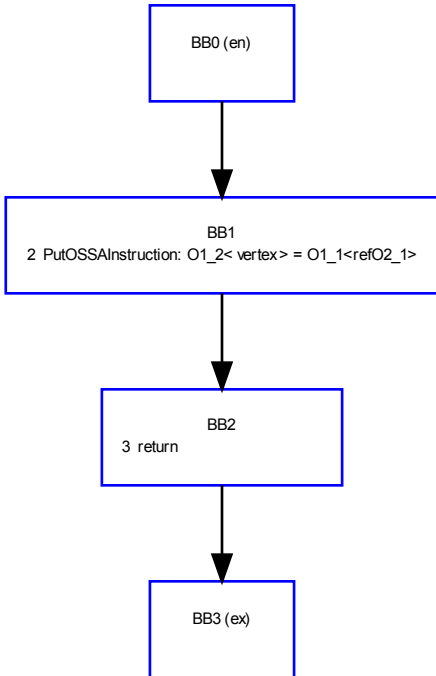 BB0 (en)
BB1
2 PutOSSAInstruction: O1_2< vertex> = O1_1<refO2_1>
BB2
3 return
BB3 (ex)